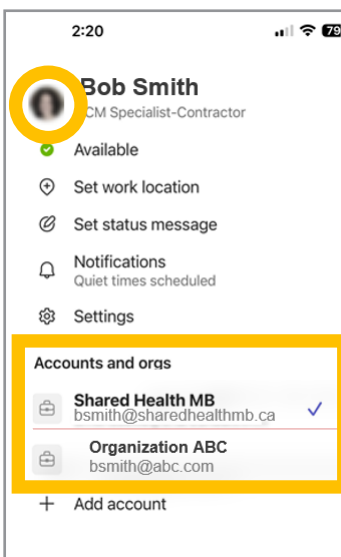 2:20
79
Bob Smith
CM Specialist-Contractor
Available
Set work location
Set status message
Notifications
Quiet times scheduled
Settings
Accounts and orgs
Shared Health MB
bsmith@sharedhealthmb.ca
Organization ABC
bsmith@abc.com
Add account